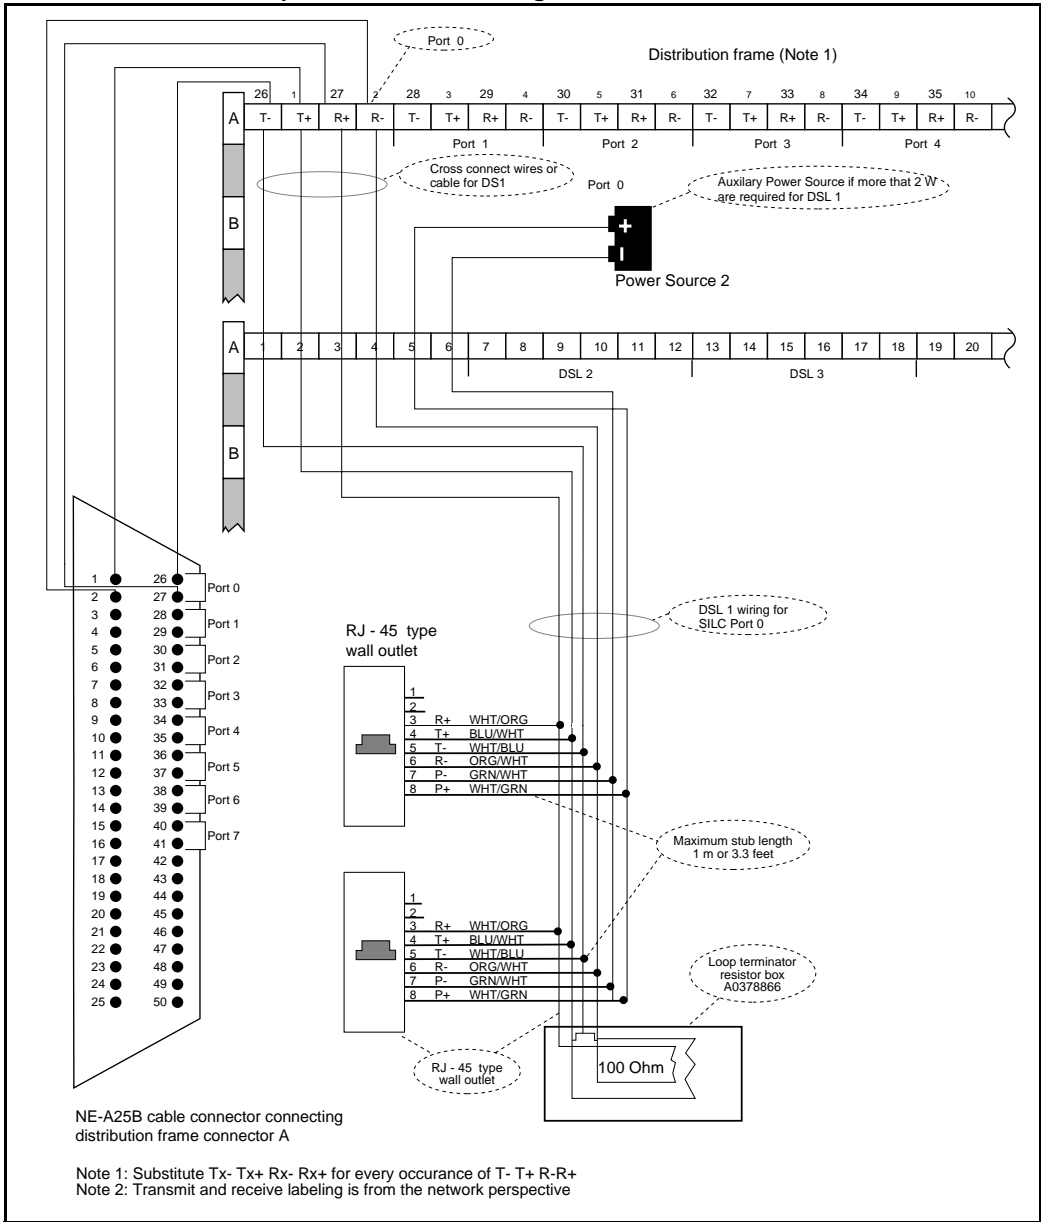 Port 0
Distribution frame (Note 1)
26 1 27 2 28 3 29 4 30 5 31 6 32 7 33 8 34 9 35 10
A T- T+ R+ R- T- T+ R+ R- T- T+ R+ R- T- T+ R+ R- T- T+ R+ R-
Port 1 Port 2 Port 3 Port 4
Cross connect wires or
cable for DS1
Port 0
Auxilary Power Source if more that 2 W
are required for DSL 1
B
+
-
Power Source 2
A 1 2 3 4 5 6 7 8 9 10 11 12 13 14 15 16 17 18 19 20
DSL 2 DSL 3
B
1 26
2 27
Port 0
3 28
4 29
Port 1
5 30
6 31
Port 2
7 32
8 33
Port 3
9 34
10 35
Port 4
11 36
12 37
Port 5
13 38
14 39
Port 6
15 40
16 41
Port 7
17 42
18 43
19 44
20 45
21 46
22 47
23 48
24 49
25 50
DSL 1 wiring for
SILC Port 0
RJ - 45 type
wall outlet
1
2
3 R+ WHT/ORG
4 T+ BLU/WHT
5 T- WHT/BLU
6 R- ORG/WHT
7 P- GRN/WHT
8 P+ WHT/GRN
Maximum stub length
1 m or 3.3 feet
1
2
3 R+ WHT/ORG
4 T+ BLU/WHT
5 T- WHT/BLU
6 R- ORG/WHT
7 P- GRN/WHT
8 P+ WHT/GRN
Loop terminator
resistor box
A0378866
RJ - 45 type
wall outlet
100 Ohm
NE-A25B cable connector connecting
distribution frame connector A
Note 1: Substitute Tx- Tx+ Rx- Rx+ for every occurance of T- T+ R-R+
Note 2: Transmit and receive labeling is from the network perspective